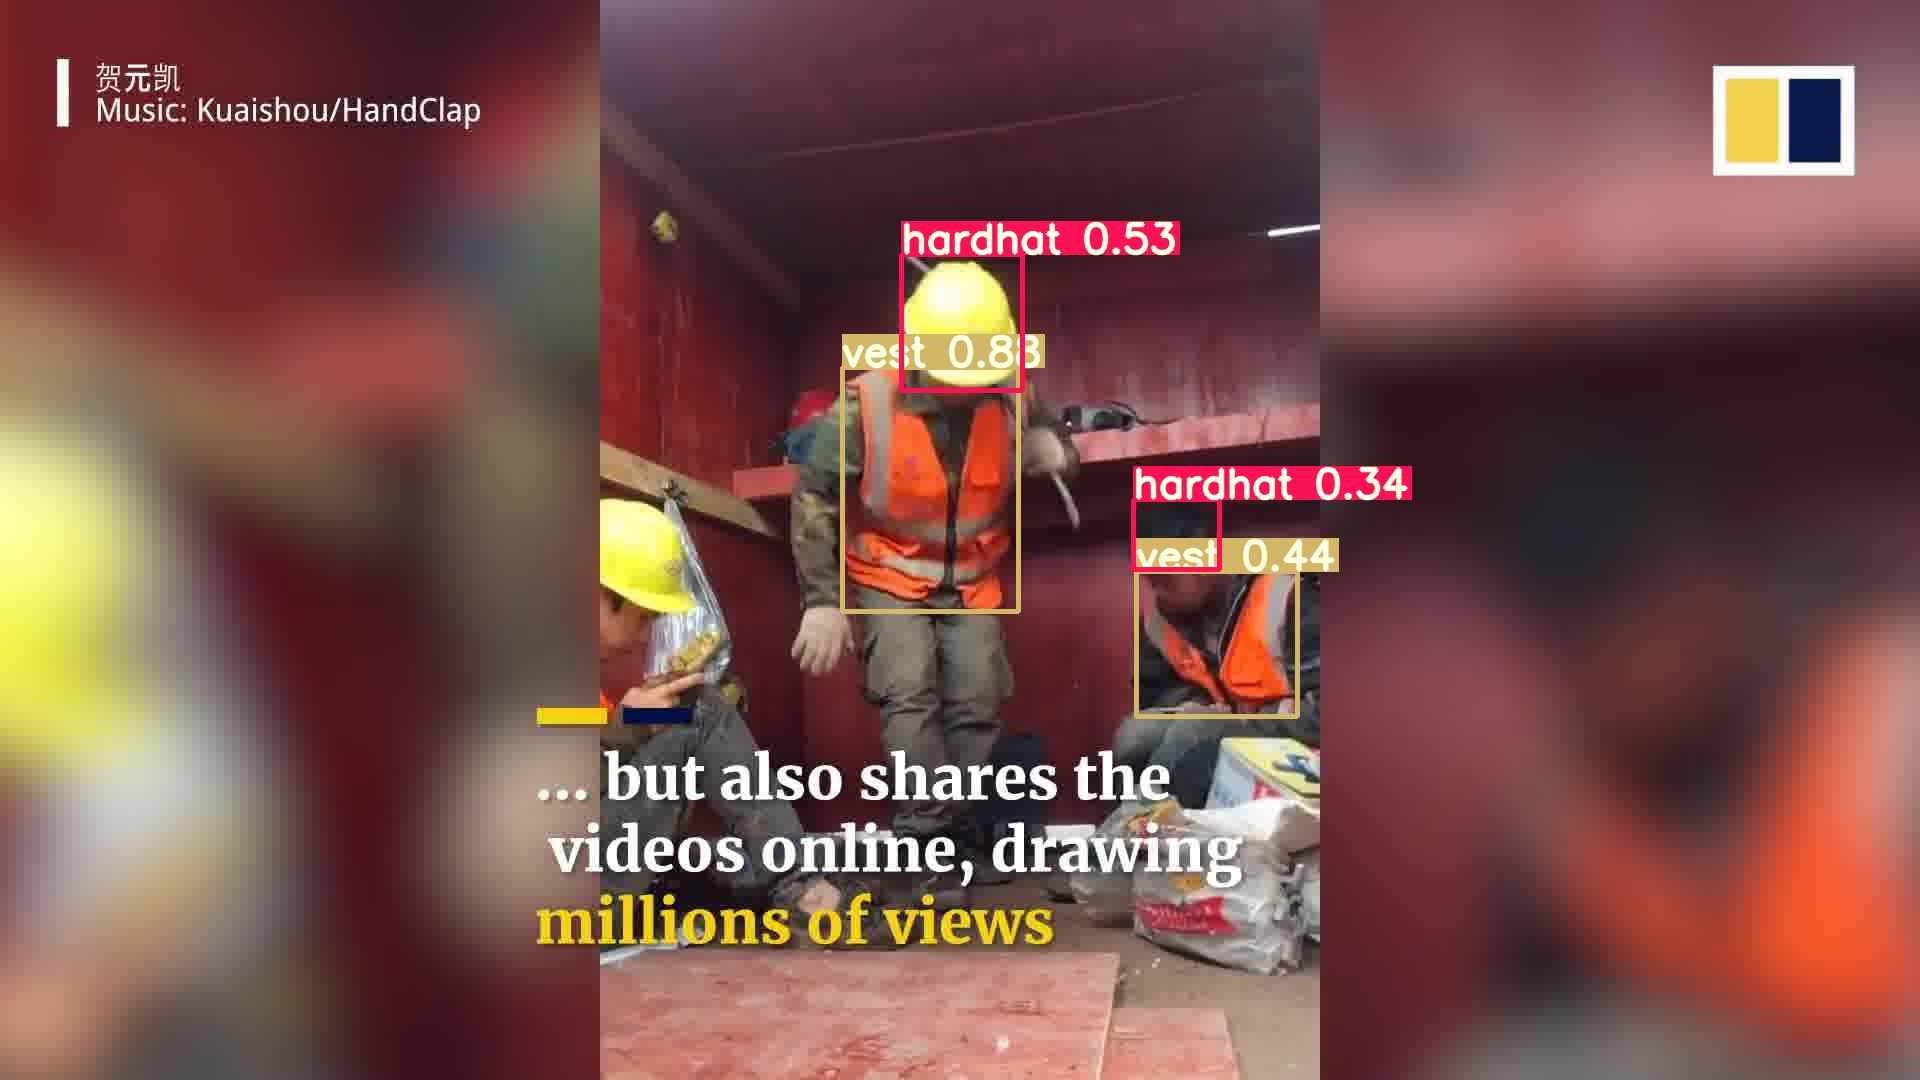 贺元凯
Music: Kuaishou/HandClap
hardhat 0.53
vest 0.88
hardhat 0.34
vest 0.44
... but also shares the
videos online, drawing
millions of views